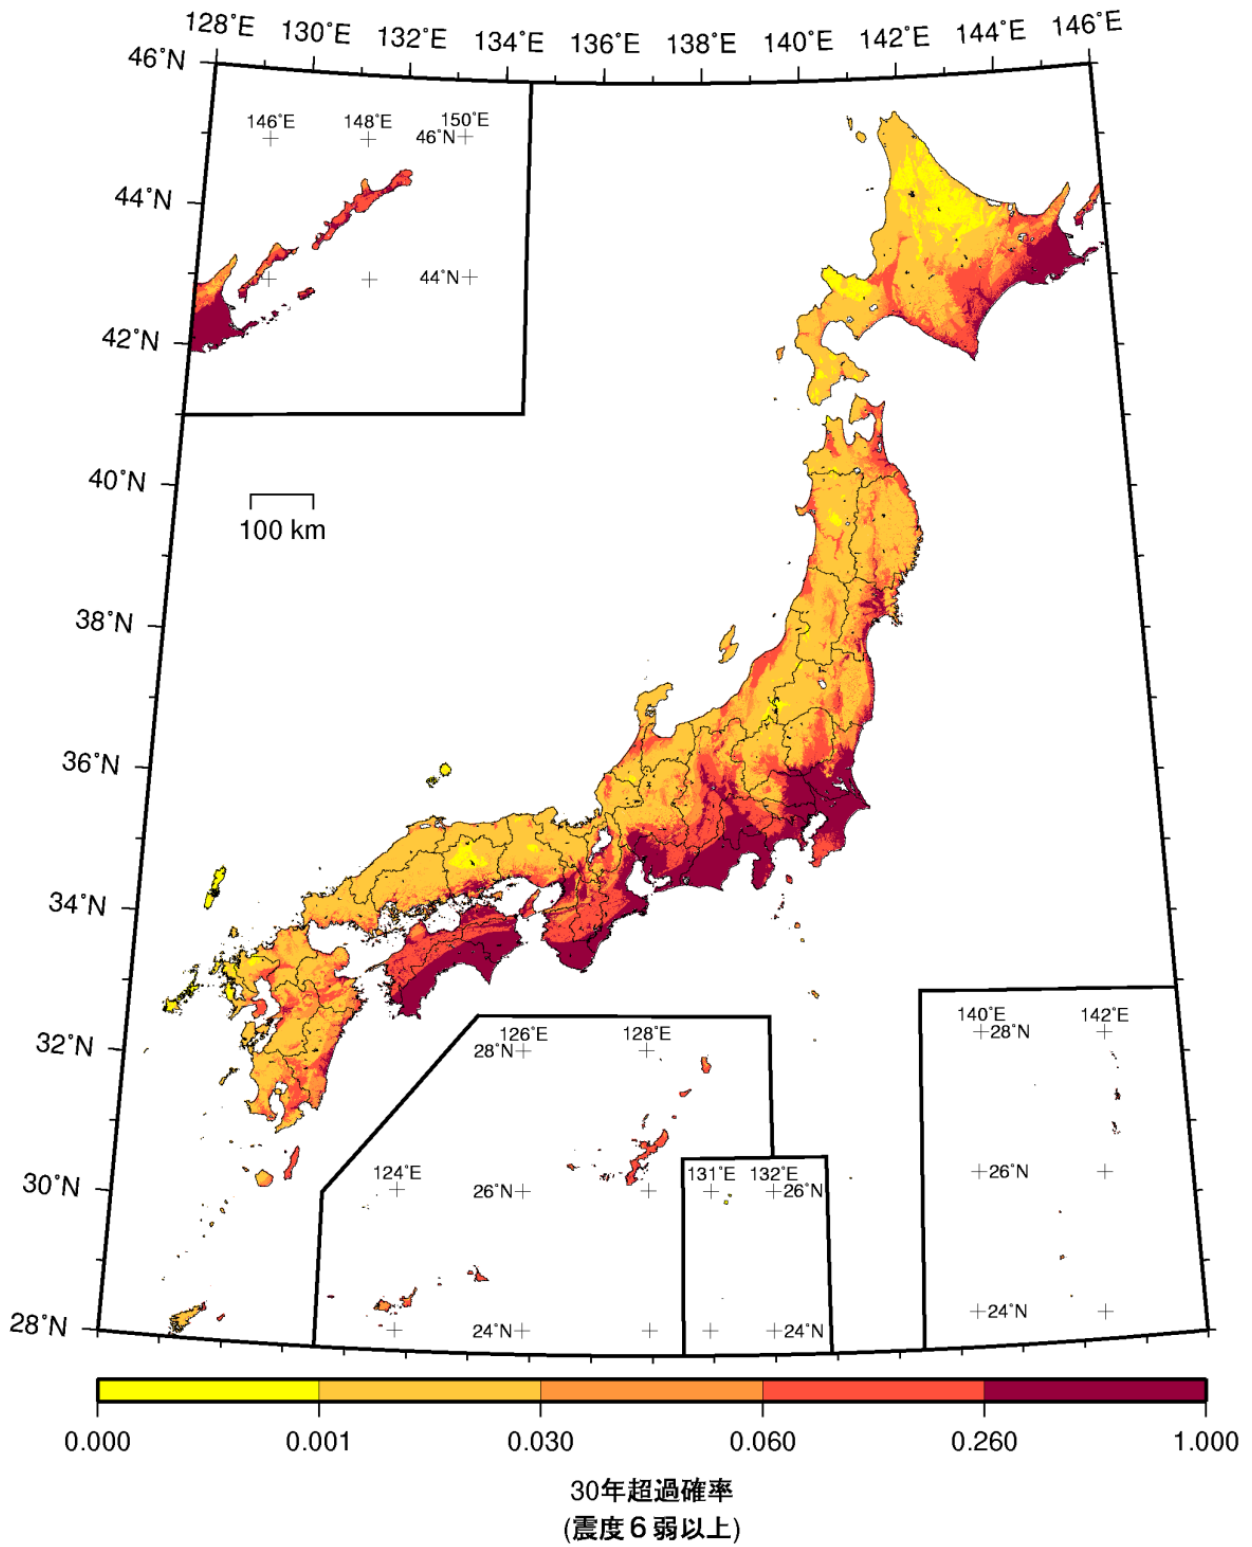 128°E 130°E 132°E 134°E 136°E 138°E 140°E 142°E 144°E 146°E
46°N
146°E 148°E 150°E
46°N
44°N
44°N
42°N
40°N
100 km
38°N
36°N
34°N
32°N
126°E 128°E
28°N
140°E 142°E
28°N
30°N
124°E
26°N
131°E 132°E
26°N
26°N
28°N
24°N
24°N
24°N
0.000 0.001 0.030 0.060 0.260 1.000
30年超過確率
(震度６弱以上)